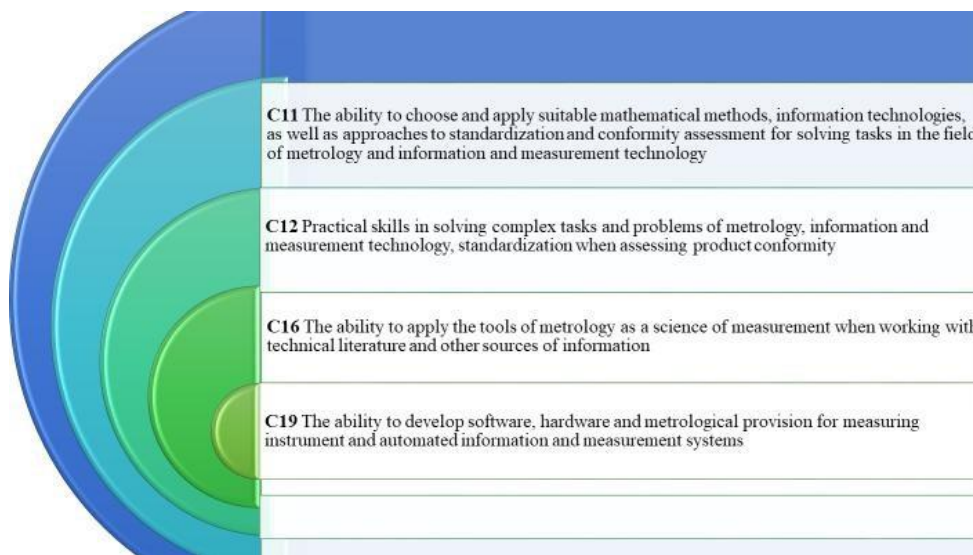 C11 The ability to choose and apply suitable mathematical methods, information technologies,
as well as approaches to standardization and conformity assessment for solving tasks in the field
of metrology and information and measurement technology
C12 Practical skills in solving complex tasks and problems of metrology, information and
measurement technology, standardization when assessing product conformity
C16 The ability to apply the tools of metrology as a science of measurement when working with
technical literature and other sources of information
C19 The ability to develop software, hardware and metrological provision for measuring
instrument and automated information and measurement systems